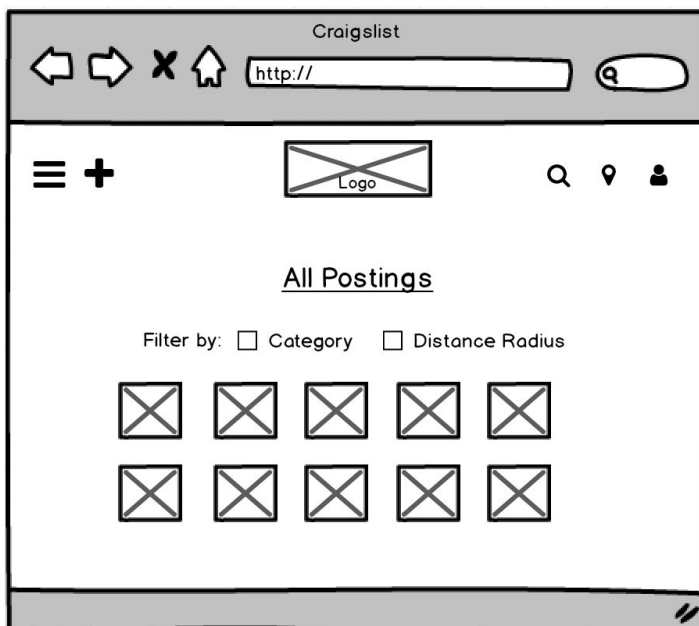 Craigslist
http://
Logo
All Postings
Filter by: Category Distance Radius